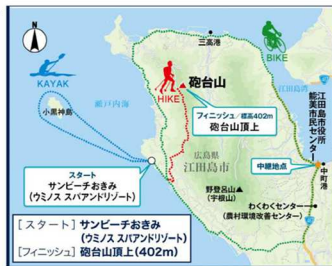 N
三高港
BIKE
KAYAK
小黒神島
瀬戸内海
HIKE
砲台山
フィニッシュ/標高402m
砲台山頂上
江田島湾
江田島市役所
能美市民センター
中継地点
中町港
スタート
サンビーチおきみ
(ウミノス スパアンドリゾート)
広島県
江田島市
野登呂山▲
(宇根山)
わくわくセンター
(農村環境改善センター)
[スタート] サンビーチおきみ
(ウミノス スパアンドリゾート)
[フィニッシュ] 砲台山頂上(402m)